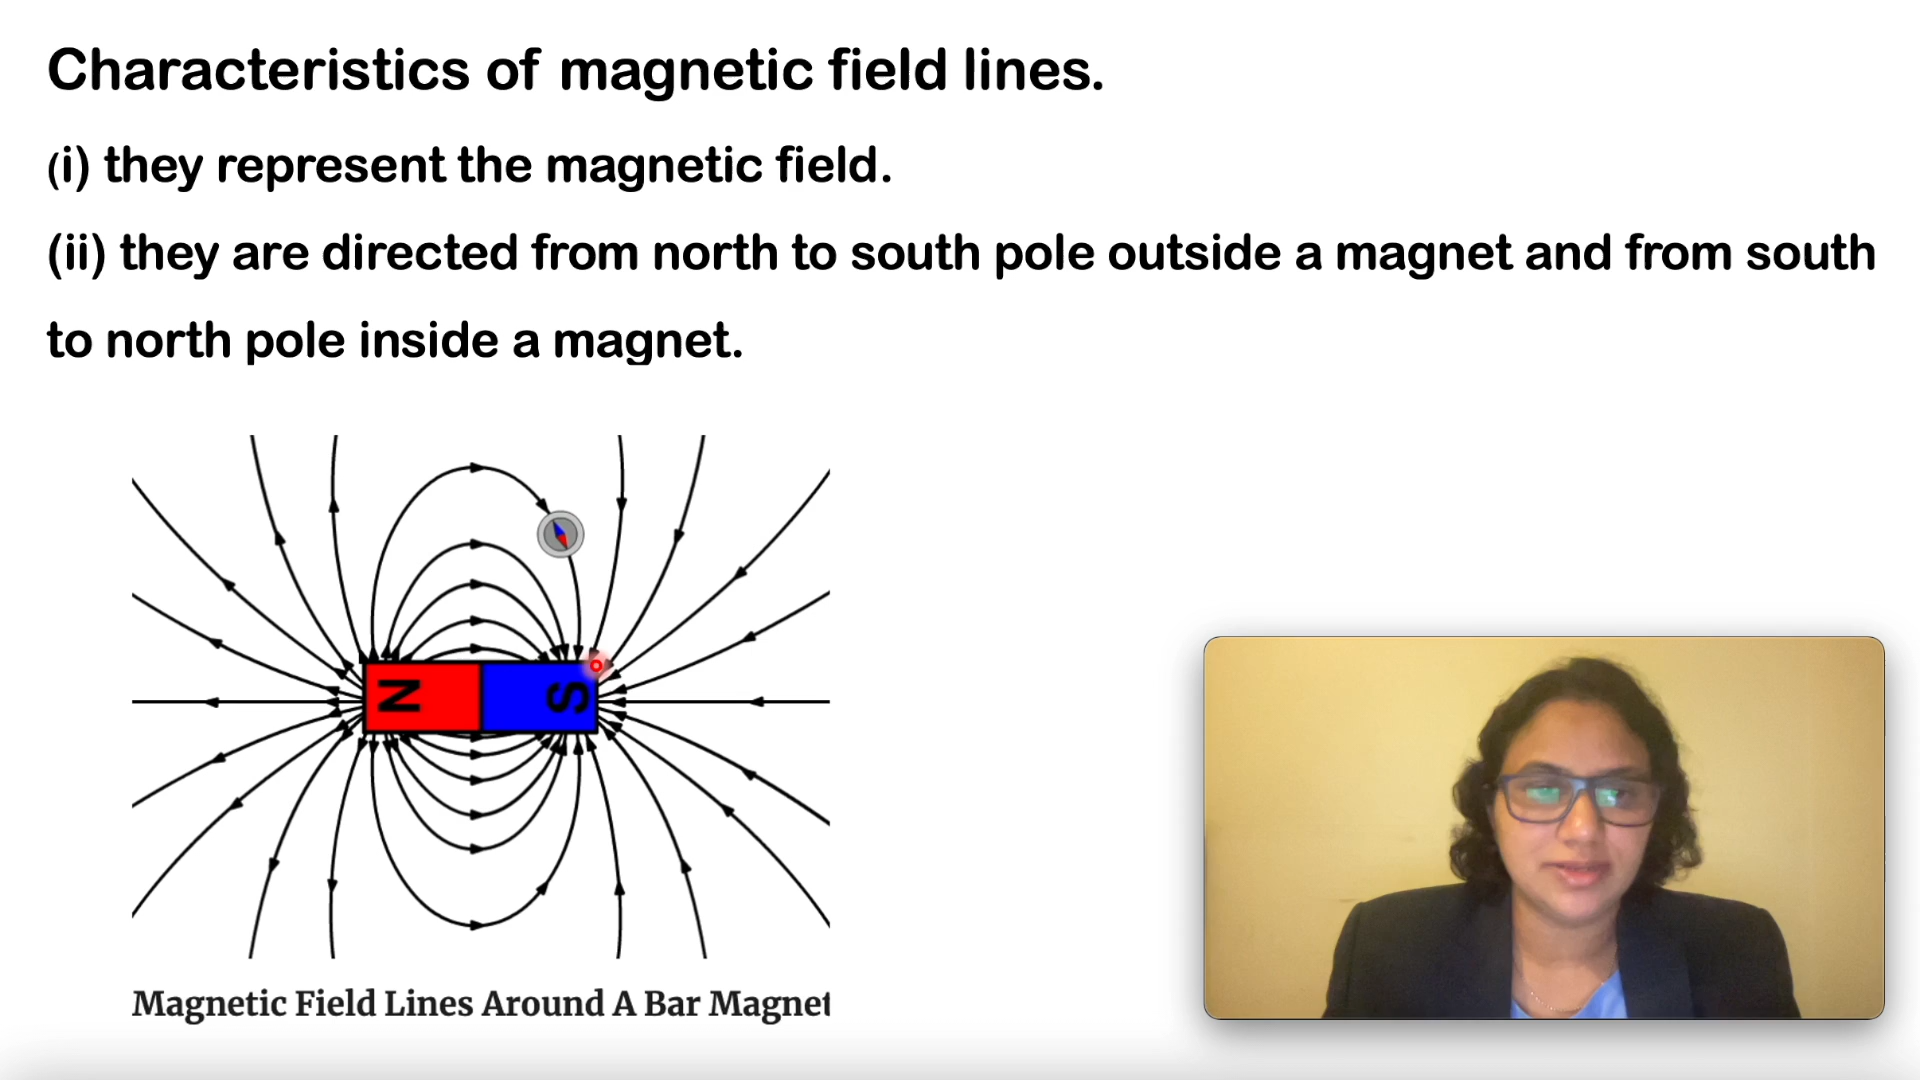 Characteristics of magnetic field lines.
(i) they represent the magnetic field.
(ii) they are directed from north to south pole outside a magnet and from south
to north pole inside a magnet.
N S
Magnetic Field Lines Around A Bar Magnet